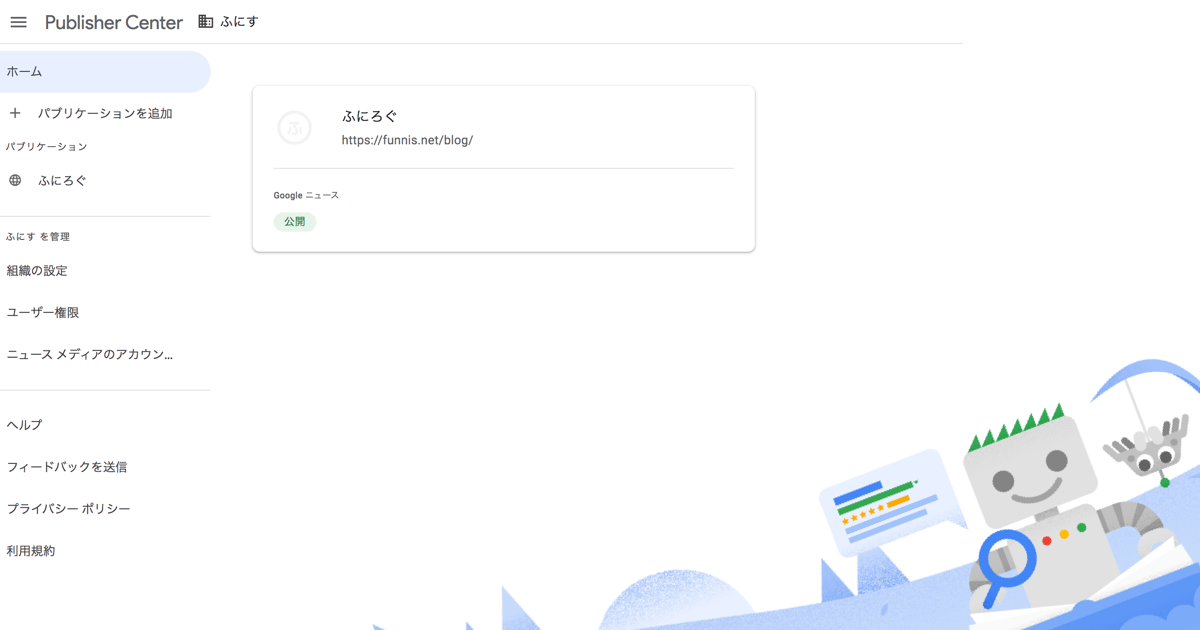 Publisher Center ふにす
ホーム
パブリケーションを追加
パブリケーション
ふにろぐ
ふにす を管理
組織の設定
ユーザー権限
ニュース メディアのアカウン...
ヘルプ
フィードバックを送信
プライバシー ポリシー
利用規約
ふ
ふにろぐ
https://funnis.net/blog/
Google ニュース
公開